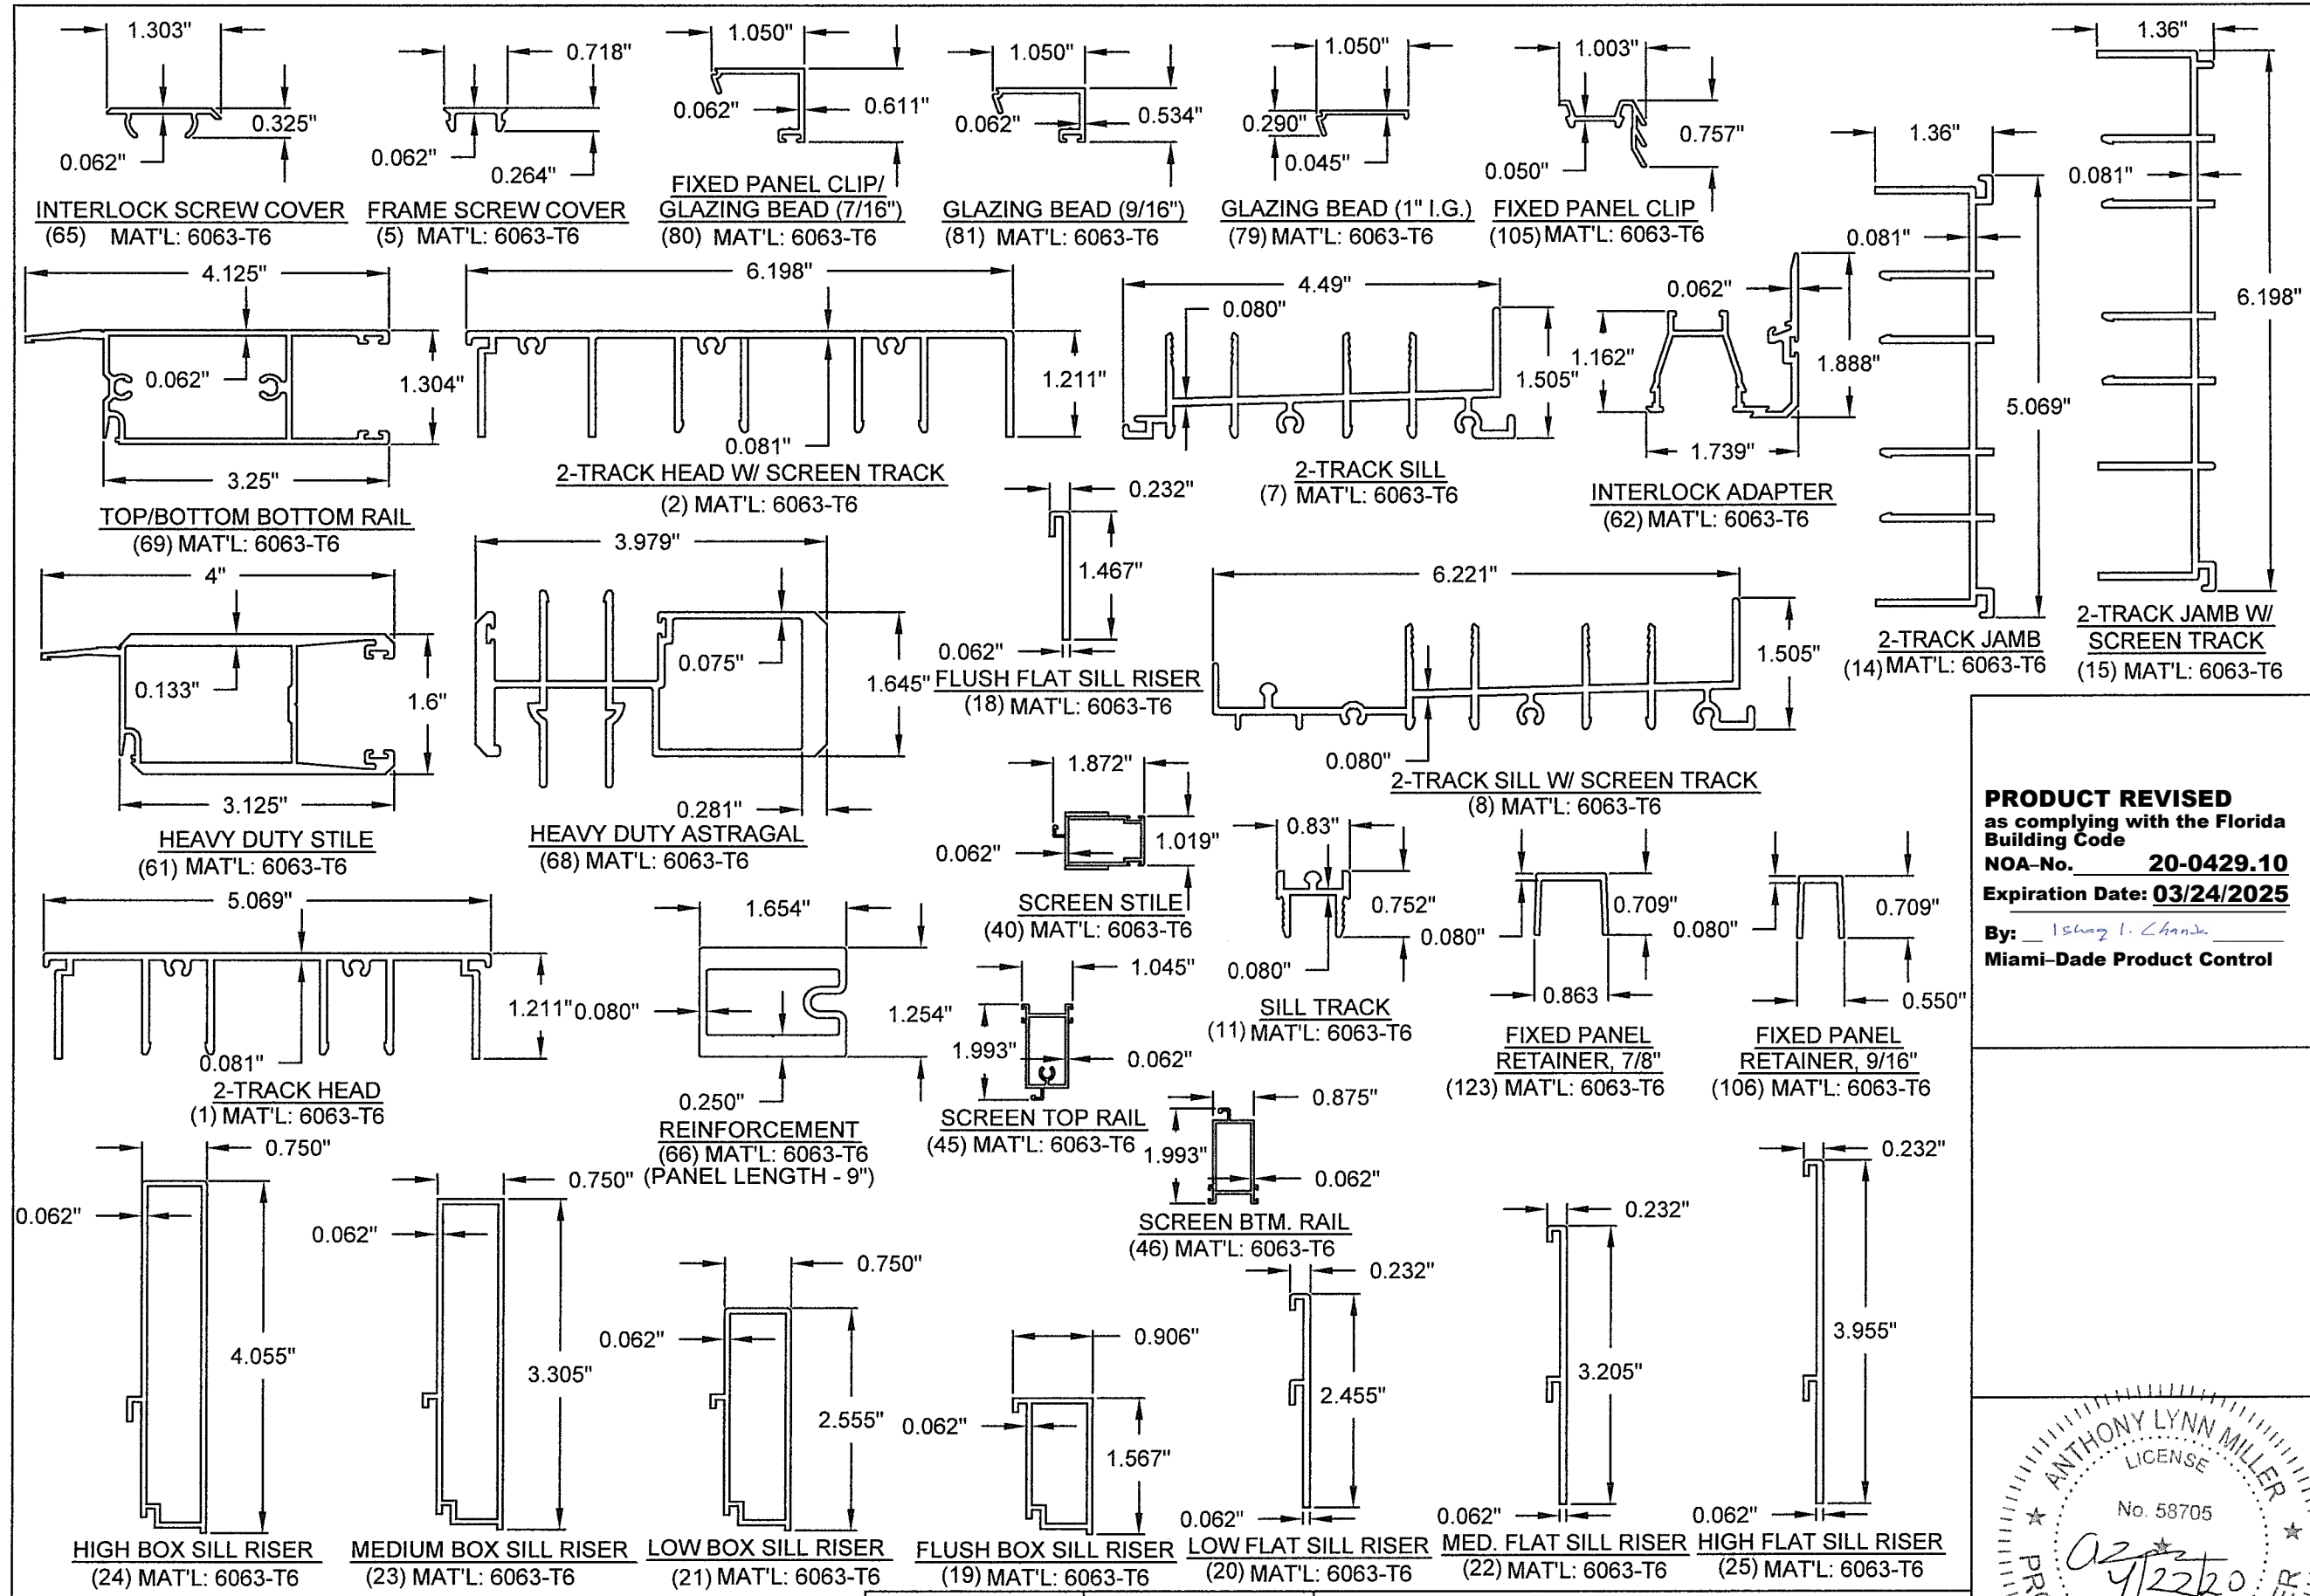 1.303"
0.325"
0.062"
INTERLOCK SCREW COVER
(65) MAT'L: 6063-T6
0.718"
0.062"
0.264"
FRAME SCREW COVER
(5) MAT'L: 6063-T6
1.050"
0.062"
0.611"
FIXED PANEL CLIP/
GLAZING BEAD (7/16")
(80) MAT'L: 6063-T6
1.050"
0.062"
0.534"
GLAZING BEAD (9/16")
(81) MAT'L: 6063-T6
1.050"
0.290"
0.045"
GLAZING BEAD (1" I.G.)
(79) MAT'L: 6063-T6
1.003"
0.757"
0.050"
FIXED PANEL CLIP
(105) MAT'L: 6063-T6
4.125"
0.062"
1.304"
3.25"
TOP/BOTTOM BOTTOM RAIL
(69) MAT'L: 6063-T6
6.198"
1.211"
0.081"
2-TRACK HEAD W/ SCREEN TRACK
(2) MAT'L: 6063-T6
4.49"
0.080"
1.505"
2-TRACK SILL
(7) MAT'L: 6063-T6
0.062"
1.162"
1.888"
1.739"
INTERLOCK ADAPTER
(62) MAT'L: 6063-T6
1.36"
0.081"
5.069"
2-TRACK JAMB
(14) MAT'L: 6063-T6
1.36"
0.081"
6.198"
2-TRACK JAMB W/
SCREEN TRACK
(15) MAT'L: 6063-T6
4"
0.133"
1.6"
3.125"
HEAVY DUTY STILE
(61) MAT'L: 6063-T6
3.979"
0.075"
1.645"
0.281"
HEAVY DUTY ASTRAGAL
(68) MAT'L: 6063-T6
0.232"
1.467"
0.062"
FLUSH FLAT SILL RISER
(18) MAT'L: 6063-T6
6.221"
1.505"
0.080"
2-TRACK SILL W/ SCREEN TRACK
(8) MAT'L: 6063-T6
5.069"
1.211"
0.081"
2-TRACK HEAD
(1) MAT'L: 6063-T6
1.654"
0.080"
1.254"
0.250"
REINFORCEMENT
(66) MAT'L: 6063-T6
(PANEL LENGTH - 9")
1.872"
0.062"
1.019"
SCREEN STILE
(40) MAT'L: 6063-T6
1.045"
1.993"
0.062"
SCREEN TOP RAIL
(45) MAT'L: 6063-T6
0.83"
0.752"
0.080"
SILL TRACK
(11) MAT'L: 6063-T6
0.709"
0.080"
0.863
FIXED PANEL
RETAINER, 7/8"
(123) MAT'L: 6063-T6
0.709"
0.080"
0.550"
FIXED PANEL
RETAINER, 9/16"
(106) MAT'L: 6063-T6
0.875"
1.993"
0.062"
SCREEN BTM. RAIL
(46) MAT'L: 6063-T6
0.750"
0.062"
4.055"
HIGH BOX SILL RISER
(24) MAT'L: 6063-T6
0.750"
0.062"
3.305"
MEDIUM BOX SILL RISER
(23) MAT'L: 6063-T6
0.750"
0.062"
2.555"
LOW BOX SILL RISER
(21) MAT'L: 6063-T6
0.906"
0.062"
1.567"
FLUSH BOX SILL RISER
(19) MAT'L: 6063-T6
0.232"
2.455"
0.062"
LOW FLAT SILL RISER
(20) MAT'L: 6063-T6
0.232"
3.205"
0.062"
MED. FLAT SILL RISER
(22) MAT'L: 6063-T6
0.232"
3.955"
0.062"
HIGH FLAT SILL RISER
(25) MAT'L: 6063-T6
PRODUCT REVISED
as complying with the Florida
Building Code
NOA–No. 20-0429.10
Expiration Date: 03/24/2025
By:
Miami–Dade Product Control
ANTHONY LYNN MILLER
LICENSE
No. 58705
4/22/20